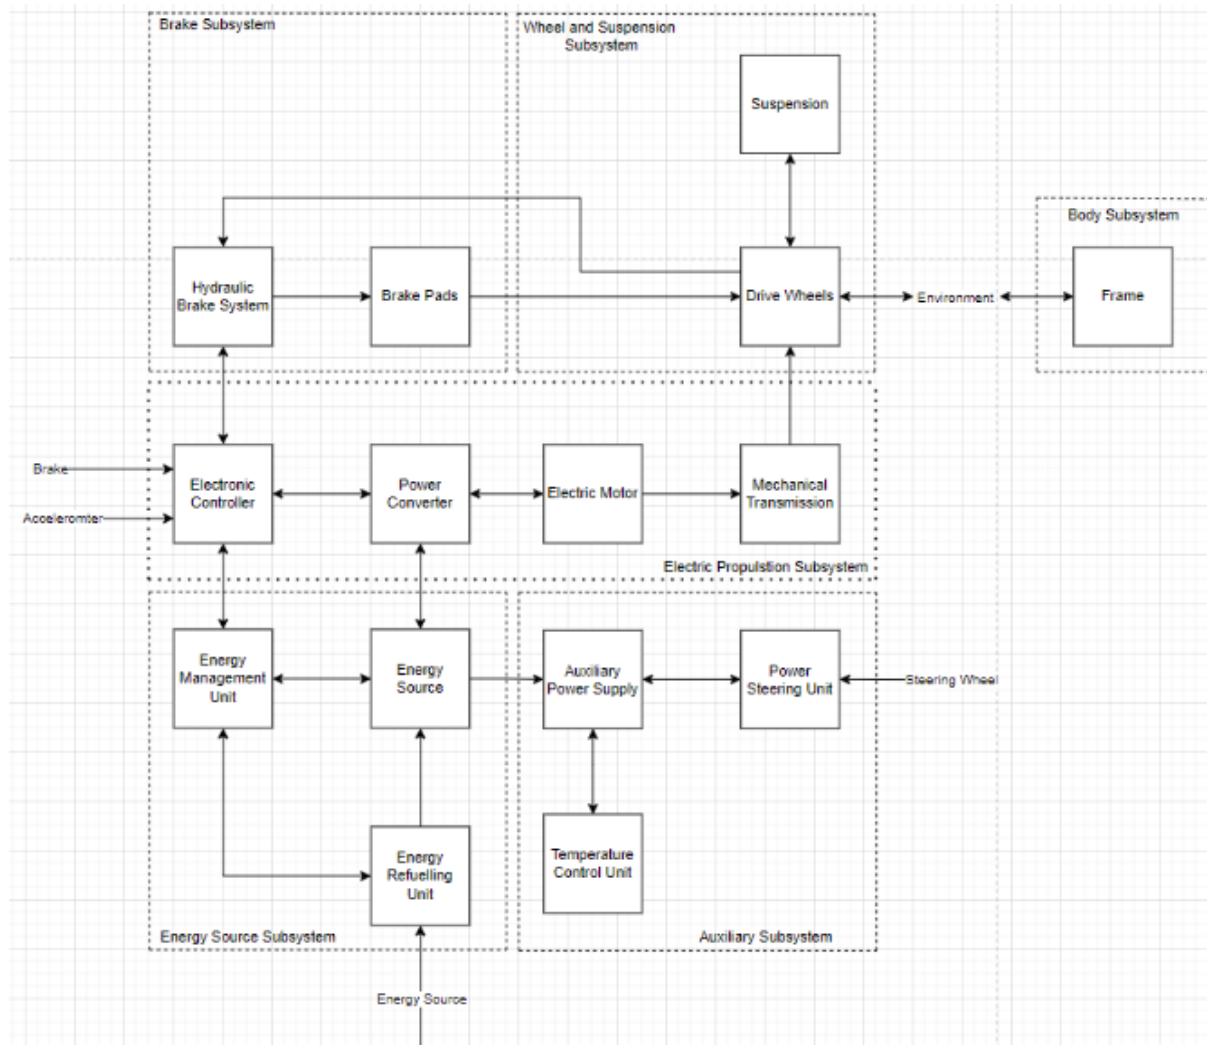 Brake Subsystem
Wheel and Suspension
Subsystem
Suspension
Body Subsystem
Hydraulic
Brake System
Brake Pads
Drive Wheels
Environment
Frame
Brake
Acceleromter
Electronic
Controller
Power
Converter
Electric Motor
Mechanical
Transmission
Electric Propulstion Subsystem
Energy
Management
Unit
Energy
Source
Auxiliary
Power Supply
Power
Steering Unit
Steering Wheel
Energy
Refuelling
Unit
Temperature
Control Unit
Energy Source Subsystem
Auxiliary Subsystem
Energy Source